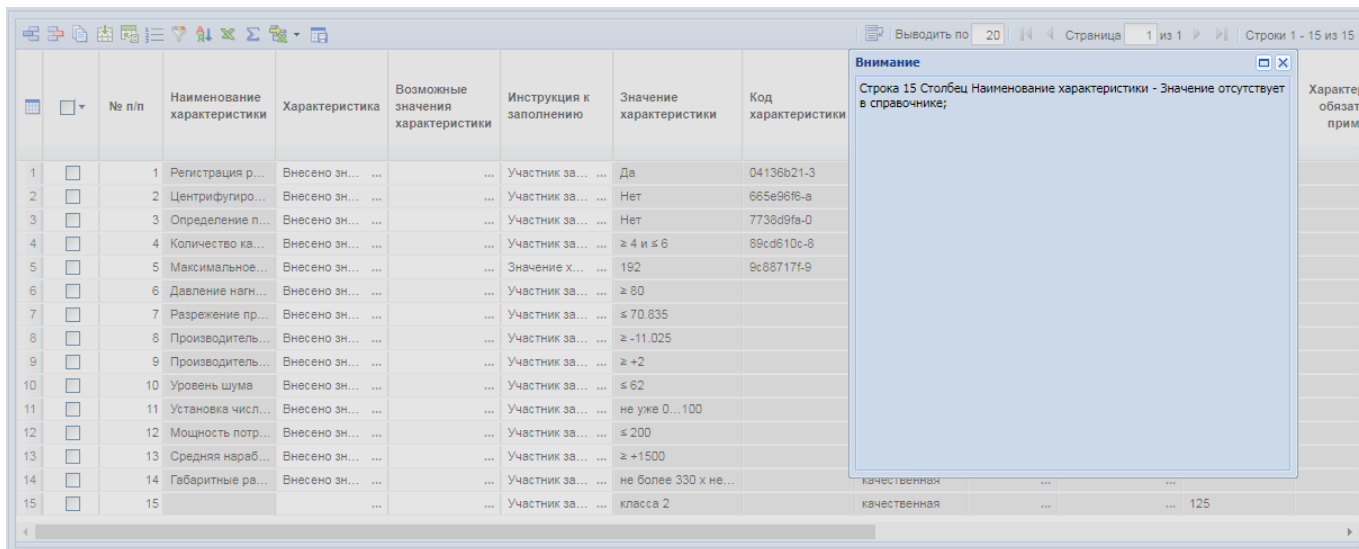 Выводить по 20 Страница 1 из 1 Строки 1 - 15 из 15
Внимание
Строка 15 Столбец Наименование характеристики - Значение отсутствует
в справочнике;
№ п/п Наименование характеристики Характеристика Возможные значения характеристики Инструкция к заполнению Значение характеристики Код характеристики Характер обязат прим
1 1 Регистрация р... Внесено зн... ... ... Участник за... ... Да 04136b21-3
2 2 Центрифугиро... Внесено зн... ... ... Участник за... ... Нет 665e96f6-a
3 3 Определение п... Внесено зн... ... ... Участник за... ... Нет 7738d9fa-0
4 4 Количество ка... Внесено зн... ... ... Участник за... ... ≥ 4 и ≤ 6 89cd610c-8
5 5 Максимальное... Внесено зн... ... ... Значение х... ... 192 9c88717f-9
6 6 Давление нагн... Внесено зн... ... ... Участник за... ... ≥ 80
7 7 Разрежение пр... Внесено зн... ... ... Участник за... ... ≤ 70.835
8 8 Производитель... Внесено зн... ... ... Участник за... ... ≥ -11.025
9 9 Производитель... Внесено зн... ... ... Участник за... ... ≥ +2
10 10 Уровень шума Внесено зн... ... ... Участник за... ... ≤ 62
11 11 Установка числ... Внесено зн... ... ... Участник за... ... не уже 0...100
12 12 Мощность потр... Внесено зн... ... ... Участник за... ... ≤ 200
13 13 Средняя нараб... Внесено зн... ... ... Участник за... ... ≥ +1500
14 14 Габаритные ра... Внесено зн... ... ... Участник за... ... не более 330 х не... качественная ... ...
15 15 ... ... Участник за... ... класса 2 качественная ... ... 125